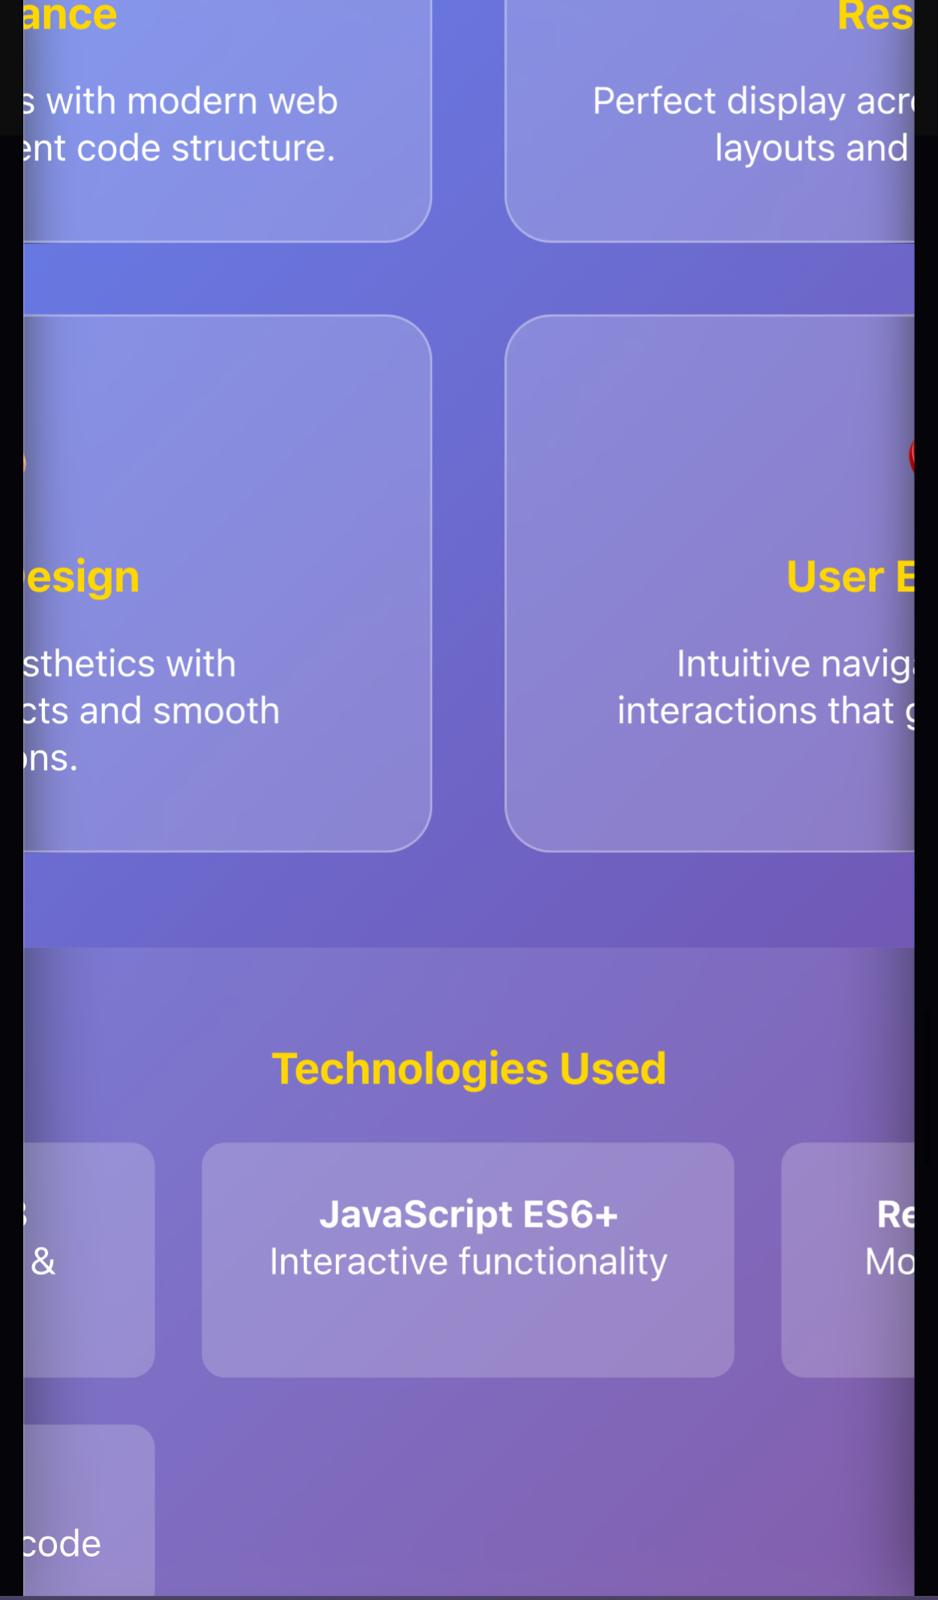 ance
s with modern web
ent code structure.
Res
Perfect display acr
layouts and
esign
sthetics with
cts and smooth
ons.
User E
Intuitive navig
interactions that g
Technologies Used
&
JavaScript ES6+
Interactive functionality
Re
Mo
code